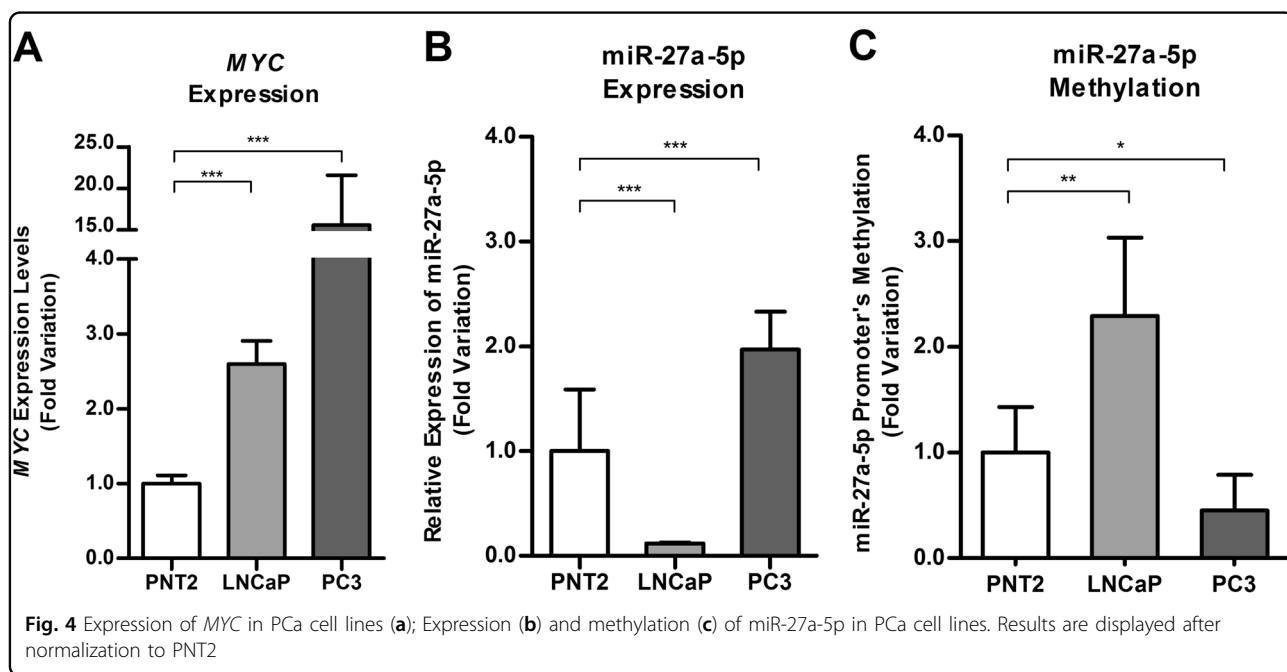 A
MYC
Expression
MYC Expression Levels
(Fold Variation)
25.0
20.0
15.0
4.0
3.0
2.0
1.0
0.0
***
***
PNT2 LNCaP PC3
B
miR-27a-5p
Expression
Relative Expression of miR-27a-5p
(Fold Variation)
4.0
3.0
2.0
1.0
0.0
***
***
PNT2 LNCaP PC3
C
miR-27a-5p
Methylation
miR-27a-5p Promoter's Methylation
(Fold Variation)
4.0
3.0
2.0
1.0
0.0
*
**
PNT2 LNCaP PC3
Fig. 4 Expression of MYC in PCa cell lines (a); Expression (b) and methylation (c) of miR-27a-5p in PCa cell lines. Results are displayed after
normalization to PNT2